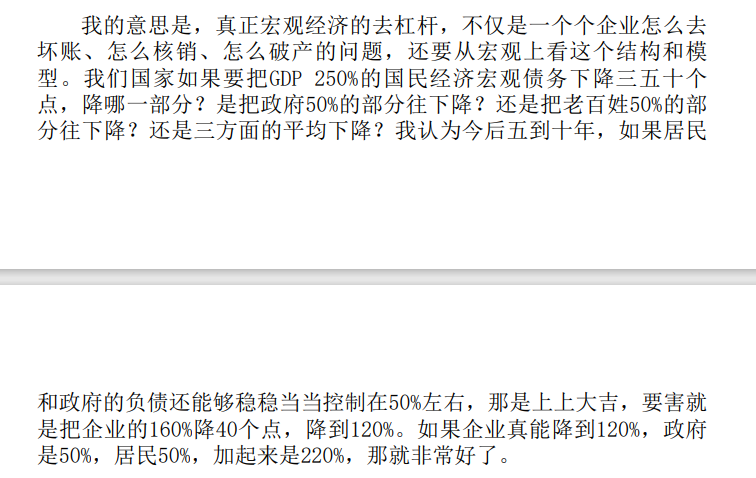 我的意思是，真正宏观经济的去杠杆，不仅是一个个企业怎么去
坏账、怎么核销、怎么破产的问题，还要从宏观上看这个结构和模
型。我们国家如果要把GDP 250%的国民经济宏观债务下降三五十个
点，降哪一部分？是把政府50%的部分往下降？还是把老百姓50%的部
分往下降？还是三方面的平均下降？我认为今后五到十年，如果居民
和政府的负债还能够稳稳当当控制在50%左右，那是上上大吉，要害就
是把企业的160%降40个点，降到120%。如果企业真能降到120%，政府
是50%，居民50%，加起来是220%，那就非常好了。